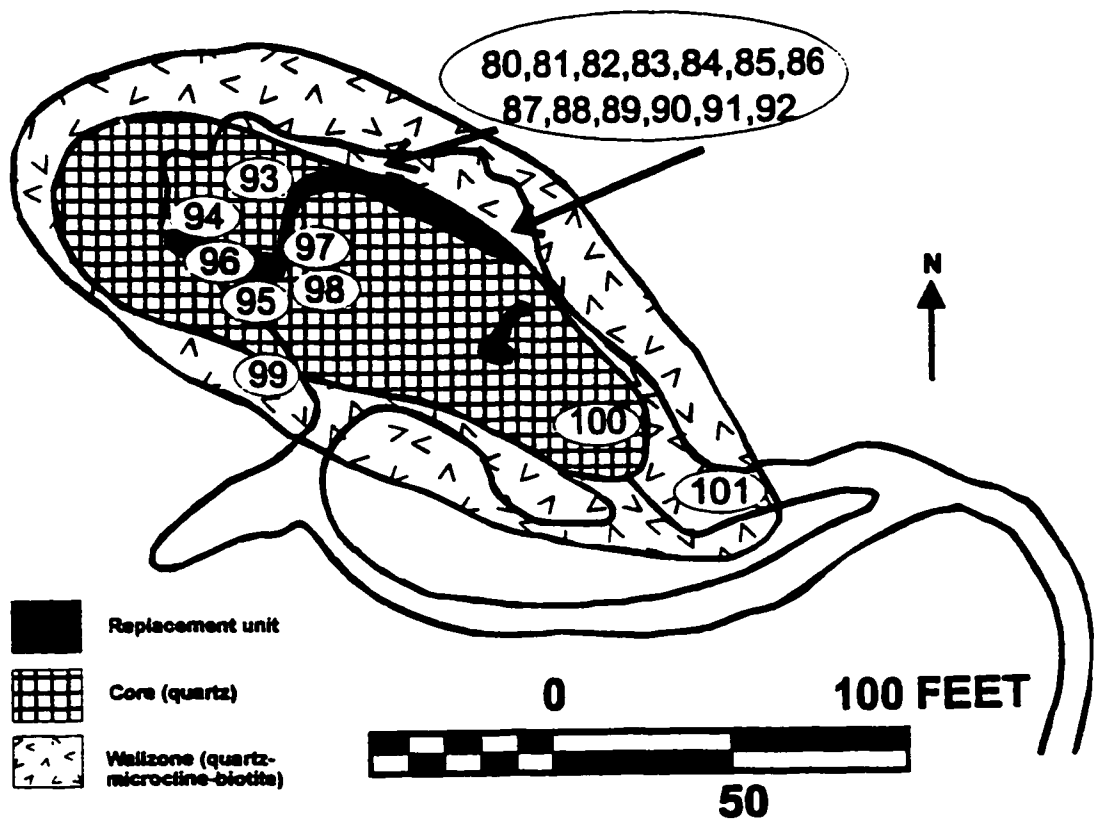 80,81,82,83,84,85,86
87,88,89,90,91,92
93
94
97
96
98
95
99
100
101
N
Replacement unit
Core (quartz)
Wallzone (quartz-
microcline-biotite)
0
100 FEET
50